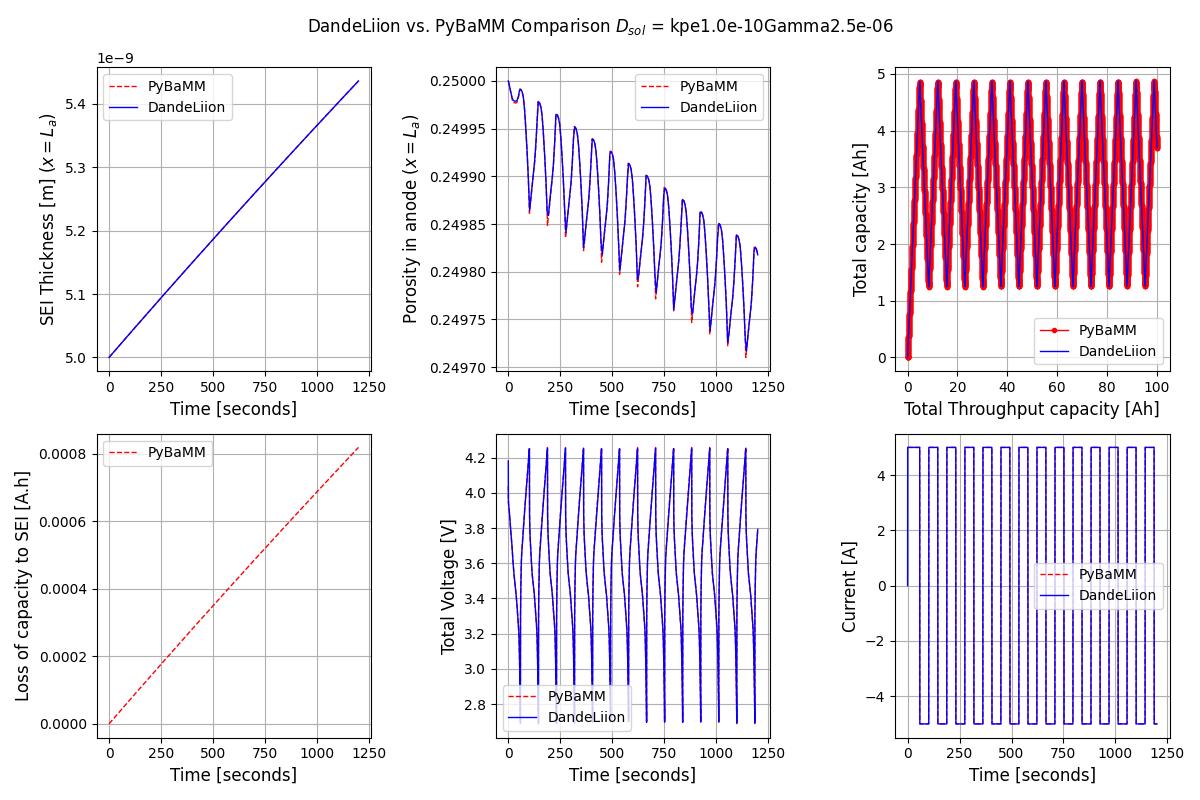 DandeLiion vs. PyBaMM Comparison $D_{sol}$ = kpe1.0e-10Gamma2.5e-06
1e−9
SEI Thickness [m] (x = L_a)
5.4
5.3
5.2
5.1
5.0
PyBaMM
DandeLiion
0 250 500 750 1000 1250
Time [seconds]
Porosity in anode (x = L_a)
0.25000
0.24995
0.24990
0.24985
0.24980
0.24975
0.24970
PyBaMM
DandeLiion
0 250 500 750 1000 1250
Time [seconds]
Total capacity [Ah]
5
4
3
2
1
0
PyBaMM
DandeLiion
0 20 40 60 80 100
Total Throughput capacity [Ah]
Loss of capacity to SEI [A.h]
0.0008
0.0006
0.0004
0.0002
0.0000
PyBaMM
0 250 500 750 1000 1250
Time [seconds]
Total Voltage [V]
4.2
4.0
3.8
3.6
3.4
3.2
3.0
2.8
PyBaMM
DandeLiion
0 250 500 750 1000 1250
Time [seconds]
Current [A]
4
2
0
−2
−4
PyBaMM
DandeLiion
0 250 500 750 1000 1250
Time [seconds]